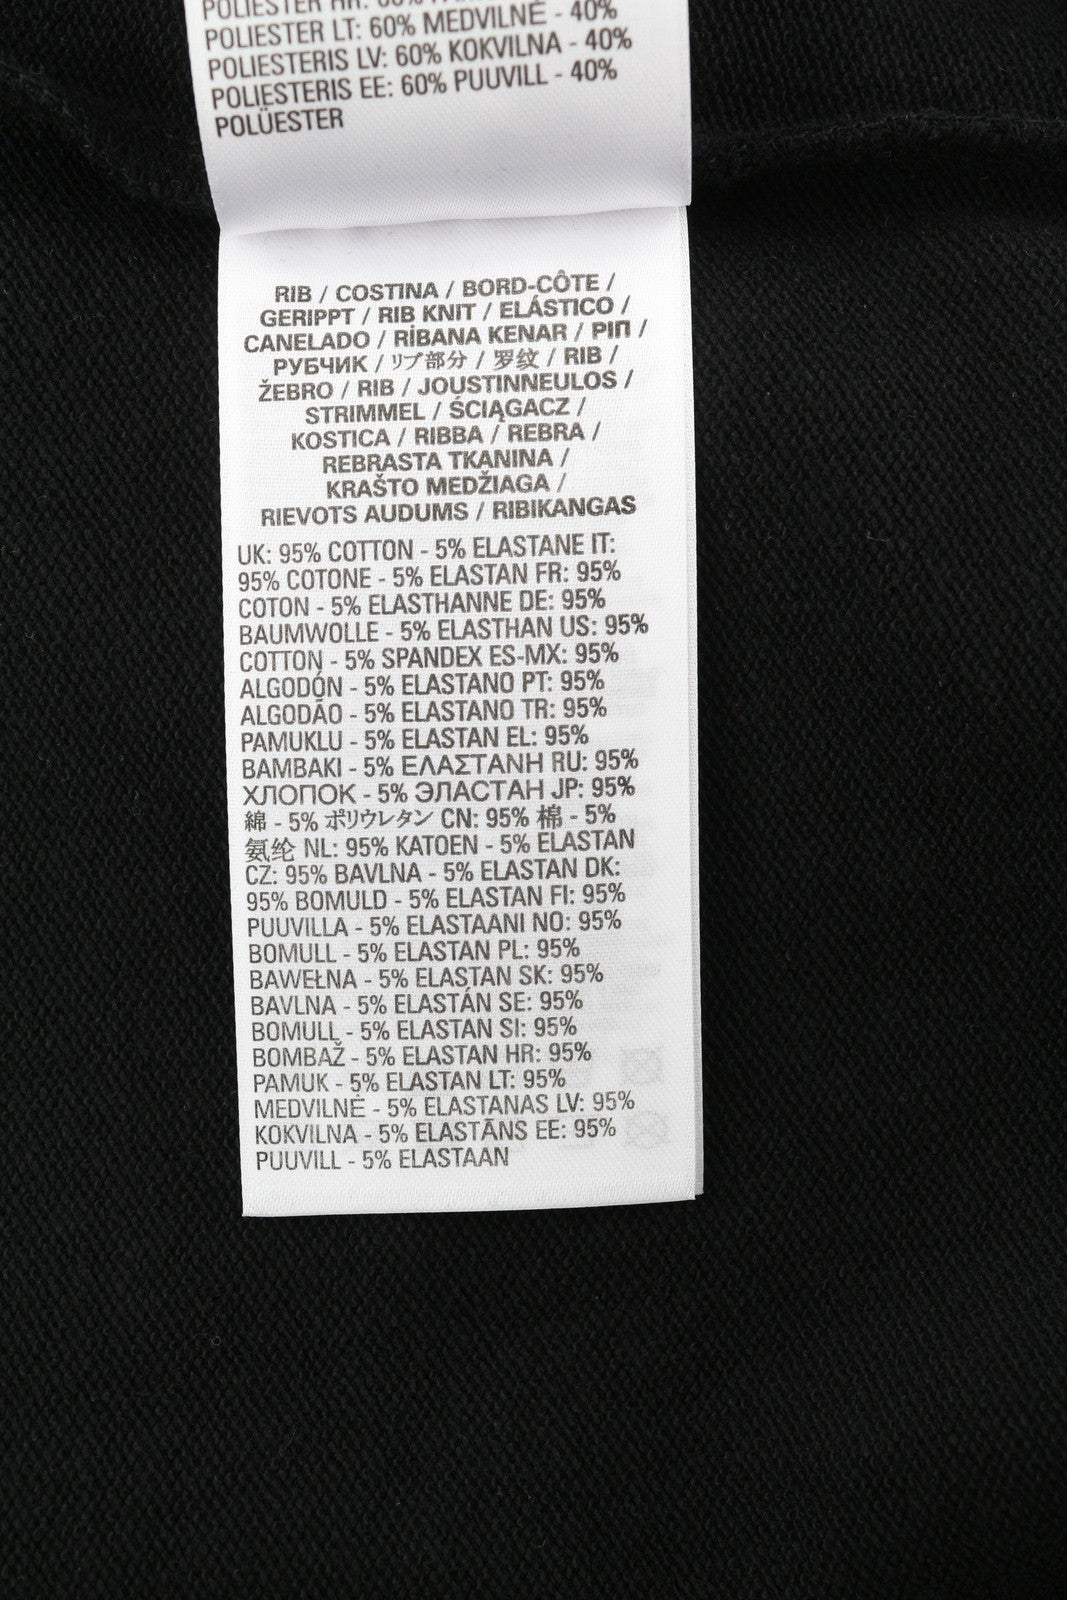 POLIESTER LT: 60% MEDVILNĖ - 40%
POLIESTERIS LV: 60% KOKVILNA - 40%
POLIESTERIS EE: 60% PUUVILL - 40%
POLÜESTER
RIB / COSTINA / BORD-CÔTE /
GERIPPT / RIB KNIT / ELÁSTICO /
CANELADO / RİBANA KENAR / ΡΙΠ /
РУБЧИК / リブ部分 / 罗纹 / RIB /
ŽEBRO / RIB / JOUSTINNEULOS /
STRIMMEL / ŚCIĄGACZ /
KOSTICA / RIBBA / REBRA /
REBRASTA TKANINA /
KRAŠTO MEDŽIAGA /
RIEVOTS AUDUMS / RIBIKANGAS
UK: 95% COTTON - 5% ELASTANE IT:
95% COTONE - 5% ELASTAN FR: 95%
COTON - 5% ELASTHANNE DE: 95%
BAUMWOLLE - 5% ELASTHAN US: 95%
COTTON - 5% SPANDEX ES-MX: 95%
ALGODÓN - 5% ELASTANO PT: 95%
ALGODÃO - 5% ELASTANO TR: 95%
PAMUKLU - 5% ELASTAN EL: 95%
ΒΑΜΒΑΚΙ - 5% ΕΛΑΣΤΑΝΗ RU: 95%
ХЛОПОК - 5% ЭЛАСТАН JP: 95%
綿 - 5% ポリウレタン CN: 95% 棉 - 5%
氨纶 NL: 95% KATOEN - 5% ELASTAN
CZ: 95% BAVLNA - 5% ELASTAN DK:
95% BOMULD - 5% ELASTAN FI: 95%
PUUVILLA - 5% ELASTAANI NO: 95%
BOMULL - 5% ELASTAN PL: 95%
BAWEŁNA - 5% ELASTAN SK: 95%
BAVLNA - 5% ELASTÁN SE: 95%
BOMULL - 5% ELASTAN SI: 95%
BOMBAŽ - 5% ELASTAN HR: 95%
PAMUK - 5% ELASTAN LT: 95%
MEDVILNĖ - 5% ELASTANAS LV: 95%
KOKVILNA - 5% ELASTĀNS EE: 95%
PUUVILL - 5% ELASTAAN